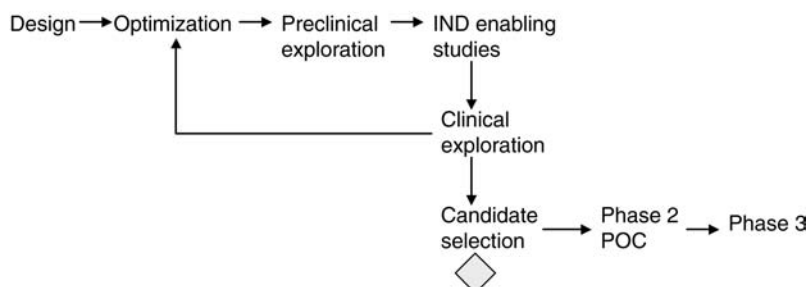 Design
Optimization
Preclinical
exploration
IND enabling
studies
Clinical
exploration
Candidate
selection
Phase 2
POC
Phase 3